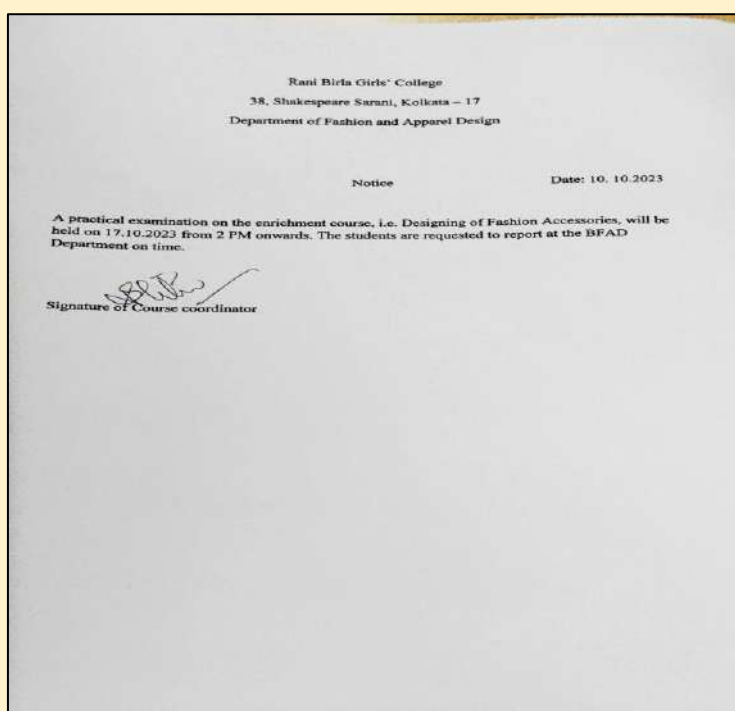 Rani Birla Girls' College
38, Shakespeare Sarani, Kolkata – 17
Department of Fashion and Apparel Design
Notice
Date: 10. 10.2023
A practical examination on the enrichment course, i.e. Designing of Fashion Accessories, will be
held on 17.10.2023 from 2 PM onwards. The students are requested to report at the BFAD
Department on time.
Signature of Course coordinator